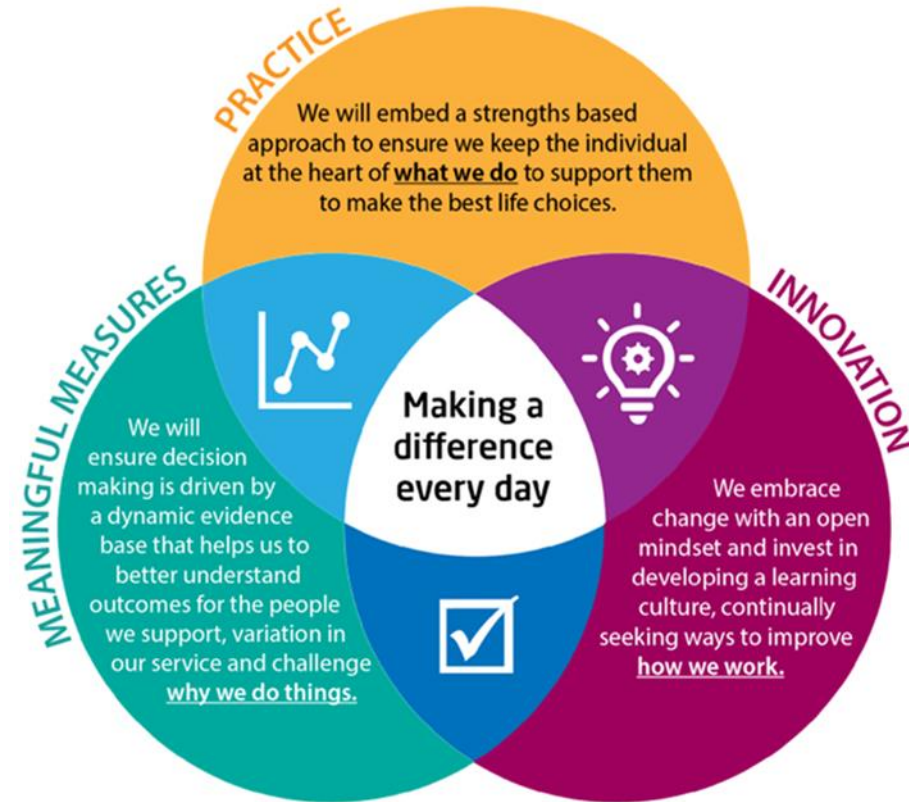 PRACTICE
We will embed a strengths based
approach to ensure we keep the individual
at the heart of what we do to support them
to make the best life choices.
MEANINGFUL MEASURES
We will
ensure decision
making is driven by
a dynamic evidence
base that helps us to
better understand
outcomes for the people
we support, variation in
our service and challenge
why we do things.
Making a
difference
every day
INNOVATION
We embrace
change with an open
mindset and invest in
developing a learning
culture, continually
seeking ways to improve
how we work.